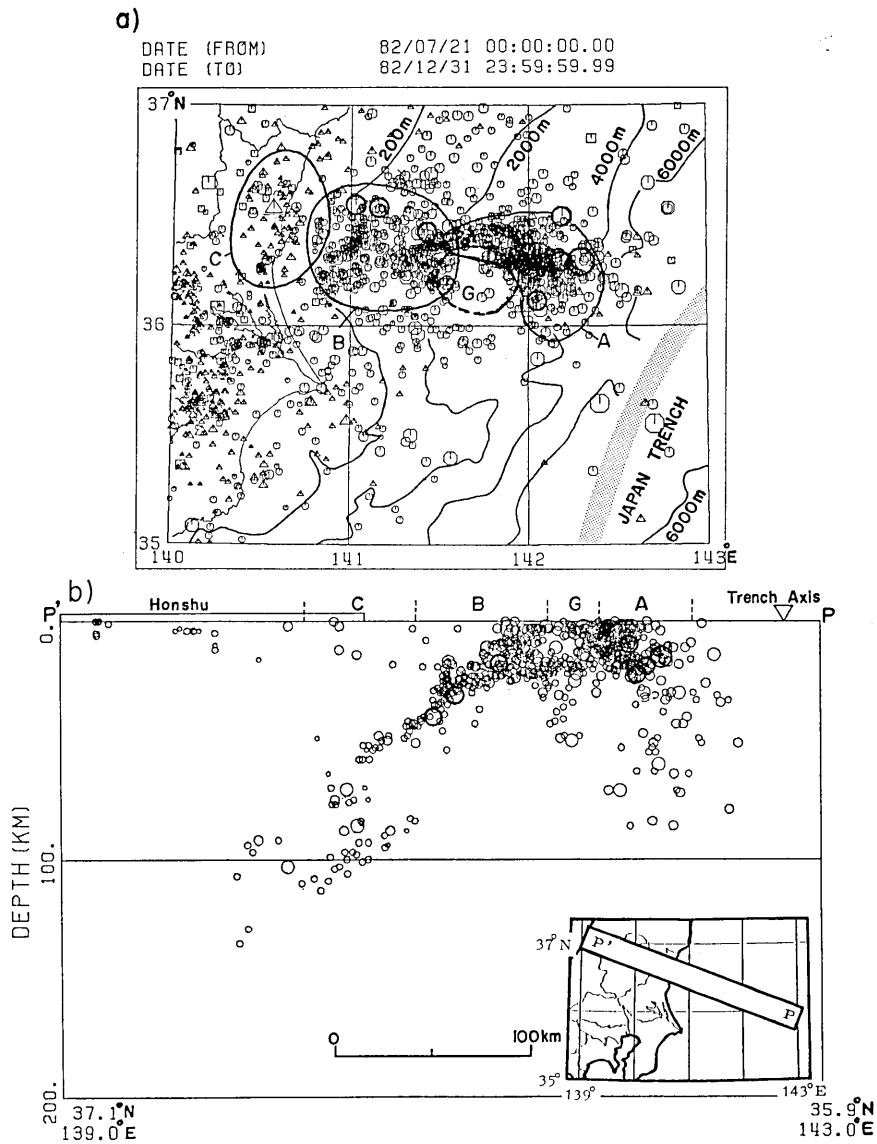 a)
DATE (FROM) 82/07/21 00:00:00.00
DATE (TØ) 82/12/31 23:59:59.99
37°N
200m
2000m
4000m
6000m
C
G
36
B
A
JAPAN TRENCH
6000m
35
140 141 142 143°E
b)
P' Honshu C B G A Trench Axis P
0.
DEPTH (KM)
100.
0 100km
37°N P'
P
35°
139° 143°E
200.
37.1°N 35.9°N
139.0°E 143.0°E